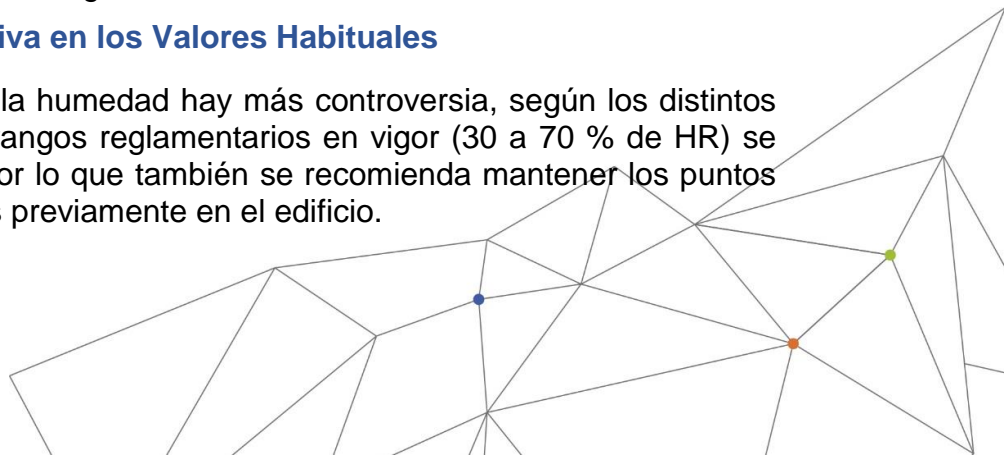 iva en los Valores Habituales
la humedad hay más controversia, según los distintos
angos reglamentarios en vigor (30 a 70 % de HR) se
or lo que también se recomienda mantener los puntos
s previamente en el edificio.